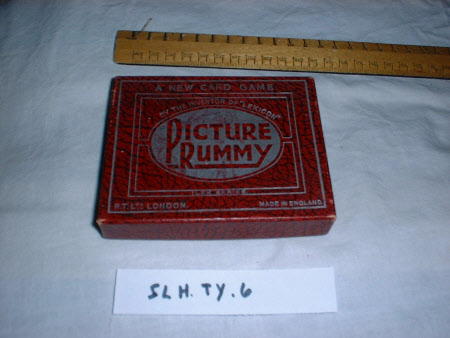 A NEW CARD GAME
BY THE INVENTOR OF "LEXICON"
PICTURE
RUMMY
P.T. LTD LONDON.
MADE IN ENGLAND.
SLH.TY.6